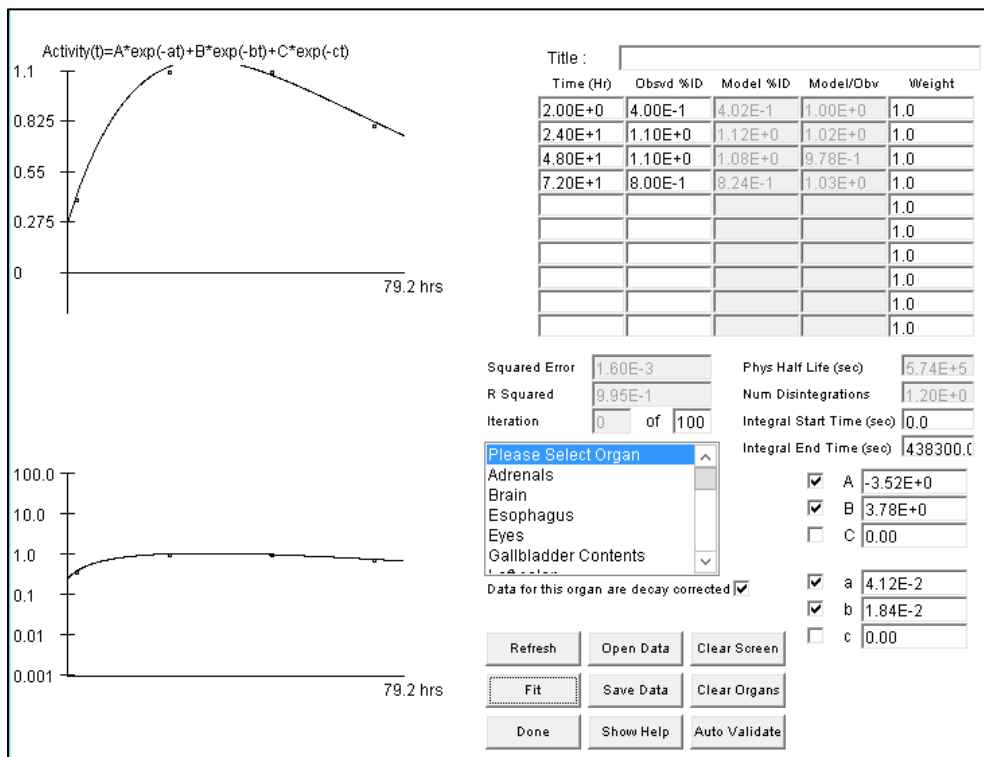 Activity(t)=A*exp(-at)+B*exp(-bt)+C*exp(-ct)
1.1
0.825
0.55
0.275
0
79.2 hrs
100.0
10.0
1.0
0.1
0.01
0.001
79.2 hrs
Title :
Time (Hr) Obsvd %ID Model %ID Model/Obv Weight
2.00E+0 4.00E-1 4.02E-1 1.00E+0 1.0
2.40E+1 1.10E+0 1.12E+0 1.02E+0 1.0
4.80E+1 1.10E+0 1.08E+0 9.78E-1 1.0
7.20E+1 8.00E-1 8.24E-1 1.03E+0 1.0
1.0
1.0
1.0
1.0
1.0
1.0
Squared Error 1.60E-3
R Squared 9.95E-1
Iteration 0 of 100
Phys Half Life (sec) 5.74E+5
Num Disintegrations 1.20E+0
Integral Start Time (sec) 0.0
Integral End Time (sec) 438300.0
Please Select Organ
Adrenals
Brain
Esophagus
Eyes
Gallbladder Contents
Data for this organ are decay corrected
A -3.52E+0
B 3.78E+0
C 0.00
a 4.12E-2
b 1.84E-2
c 0.00
Refresh Open Data Clear Screen
Fit Save Data Clear Organs
Done Show Help Auto Validate